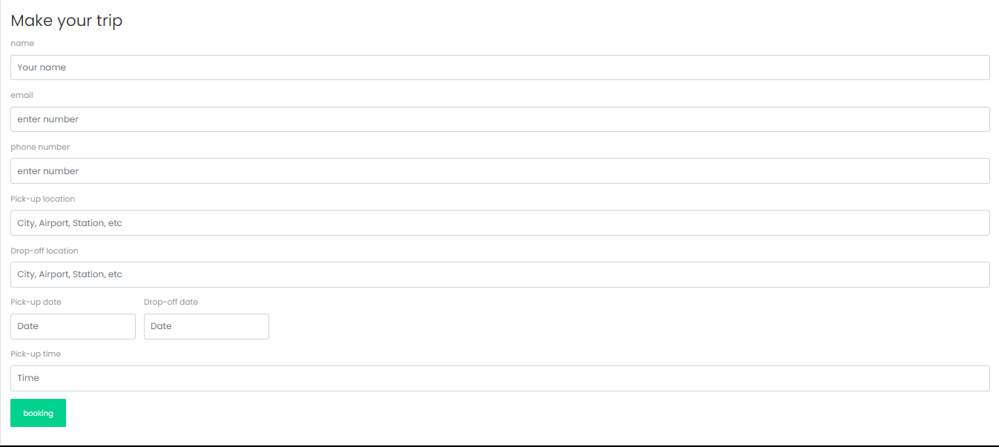 Make your trip
name
Your name
email
enter number
phone number
enter number
Pick-up location
City, Airport, Station, etc
Drop-off location
City, Airport, Station, etc
Pick-up date Drop-off date
Date Date
Pick-up time
Time
booking